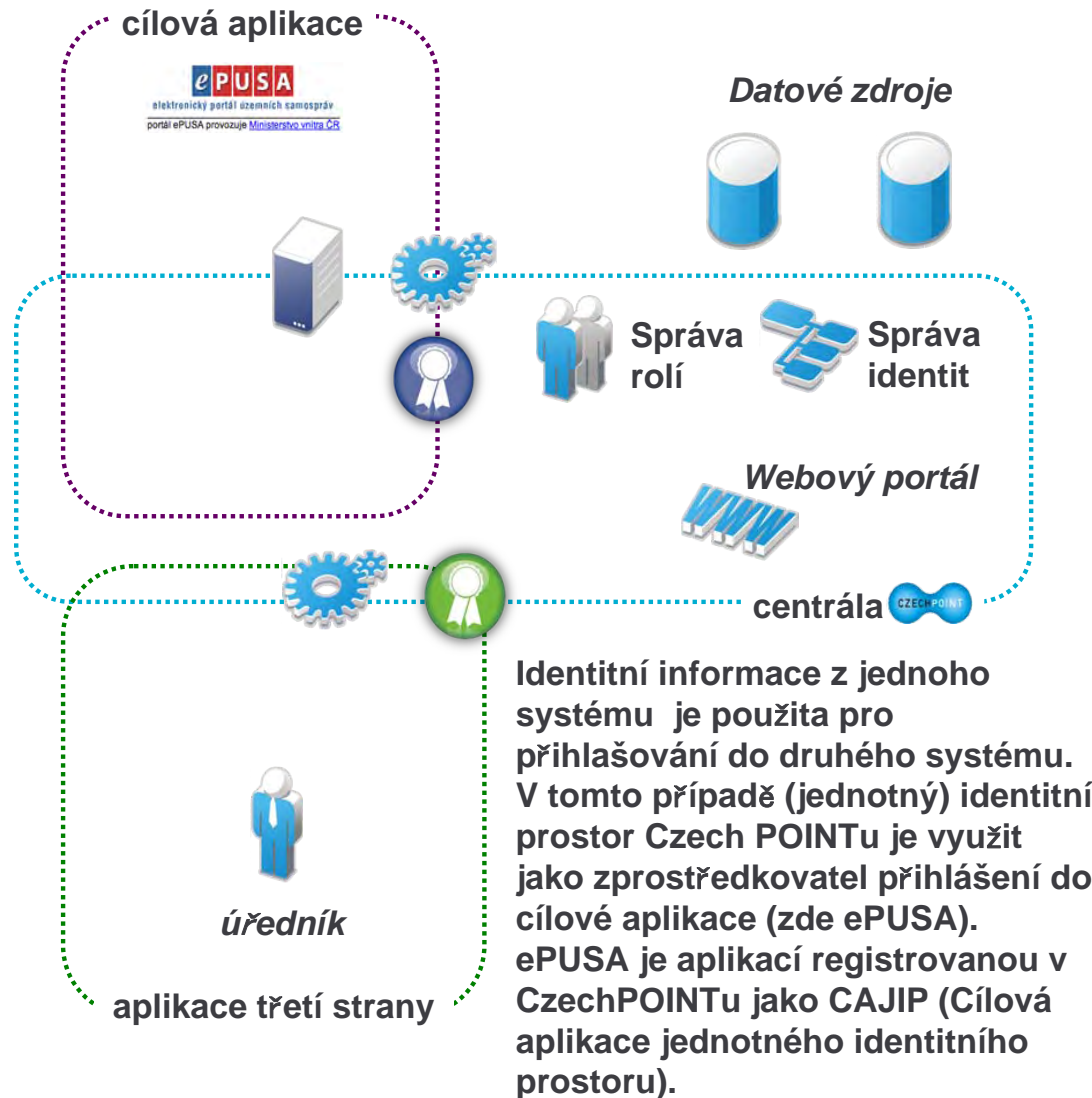 cílová aplikace
ePUSA
elektronický portál územních samospráv
portál ePUSA provozuje Ministerstvo vnitra ČR
Datové zdroje
Správa
rolí
Správa
identit
Webový portál
WWW
centrála
CZECHPOINT
Identitní informace z jednoho
systému je použita pro
přihlašování do druhého systému.
V tomto případě (jednotný) identitní
prostor Czech POINTu je využit
jako zprostředkovatel přihlášení do
cílové aplikace (zde ePUSA).
ePUSA je aplikací registrovanou v
CzechPOINTu jako CAJIP (Cílová
aplikace jednotného identitního
prostoru).
úředník
aplikace třetí strany